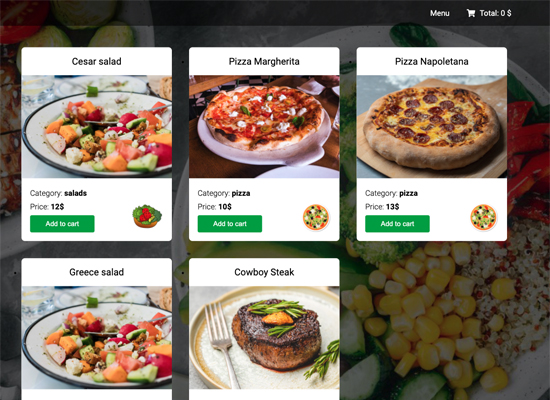 Menu
Total: 0 $
Cesar salad
Category: salads
Price: 12$
Add to cart
Pizza Margherita
Category: pizza
Price: 10$
Add to cart
Pizza Napoletana
Category: pizza
Price: 13$
Add to cart
Greece salad
Cowboy Steak